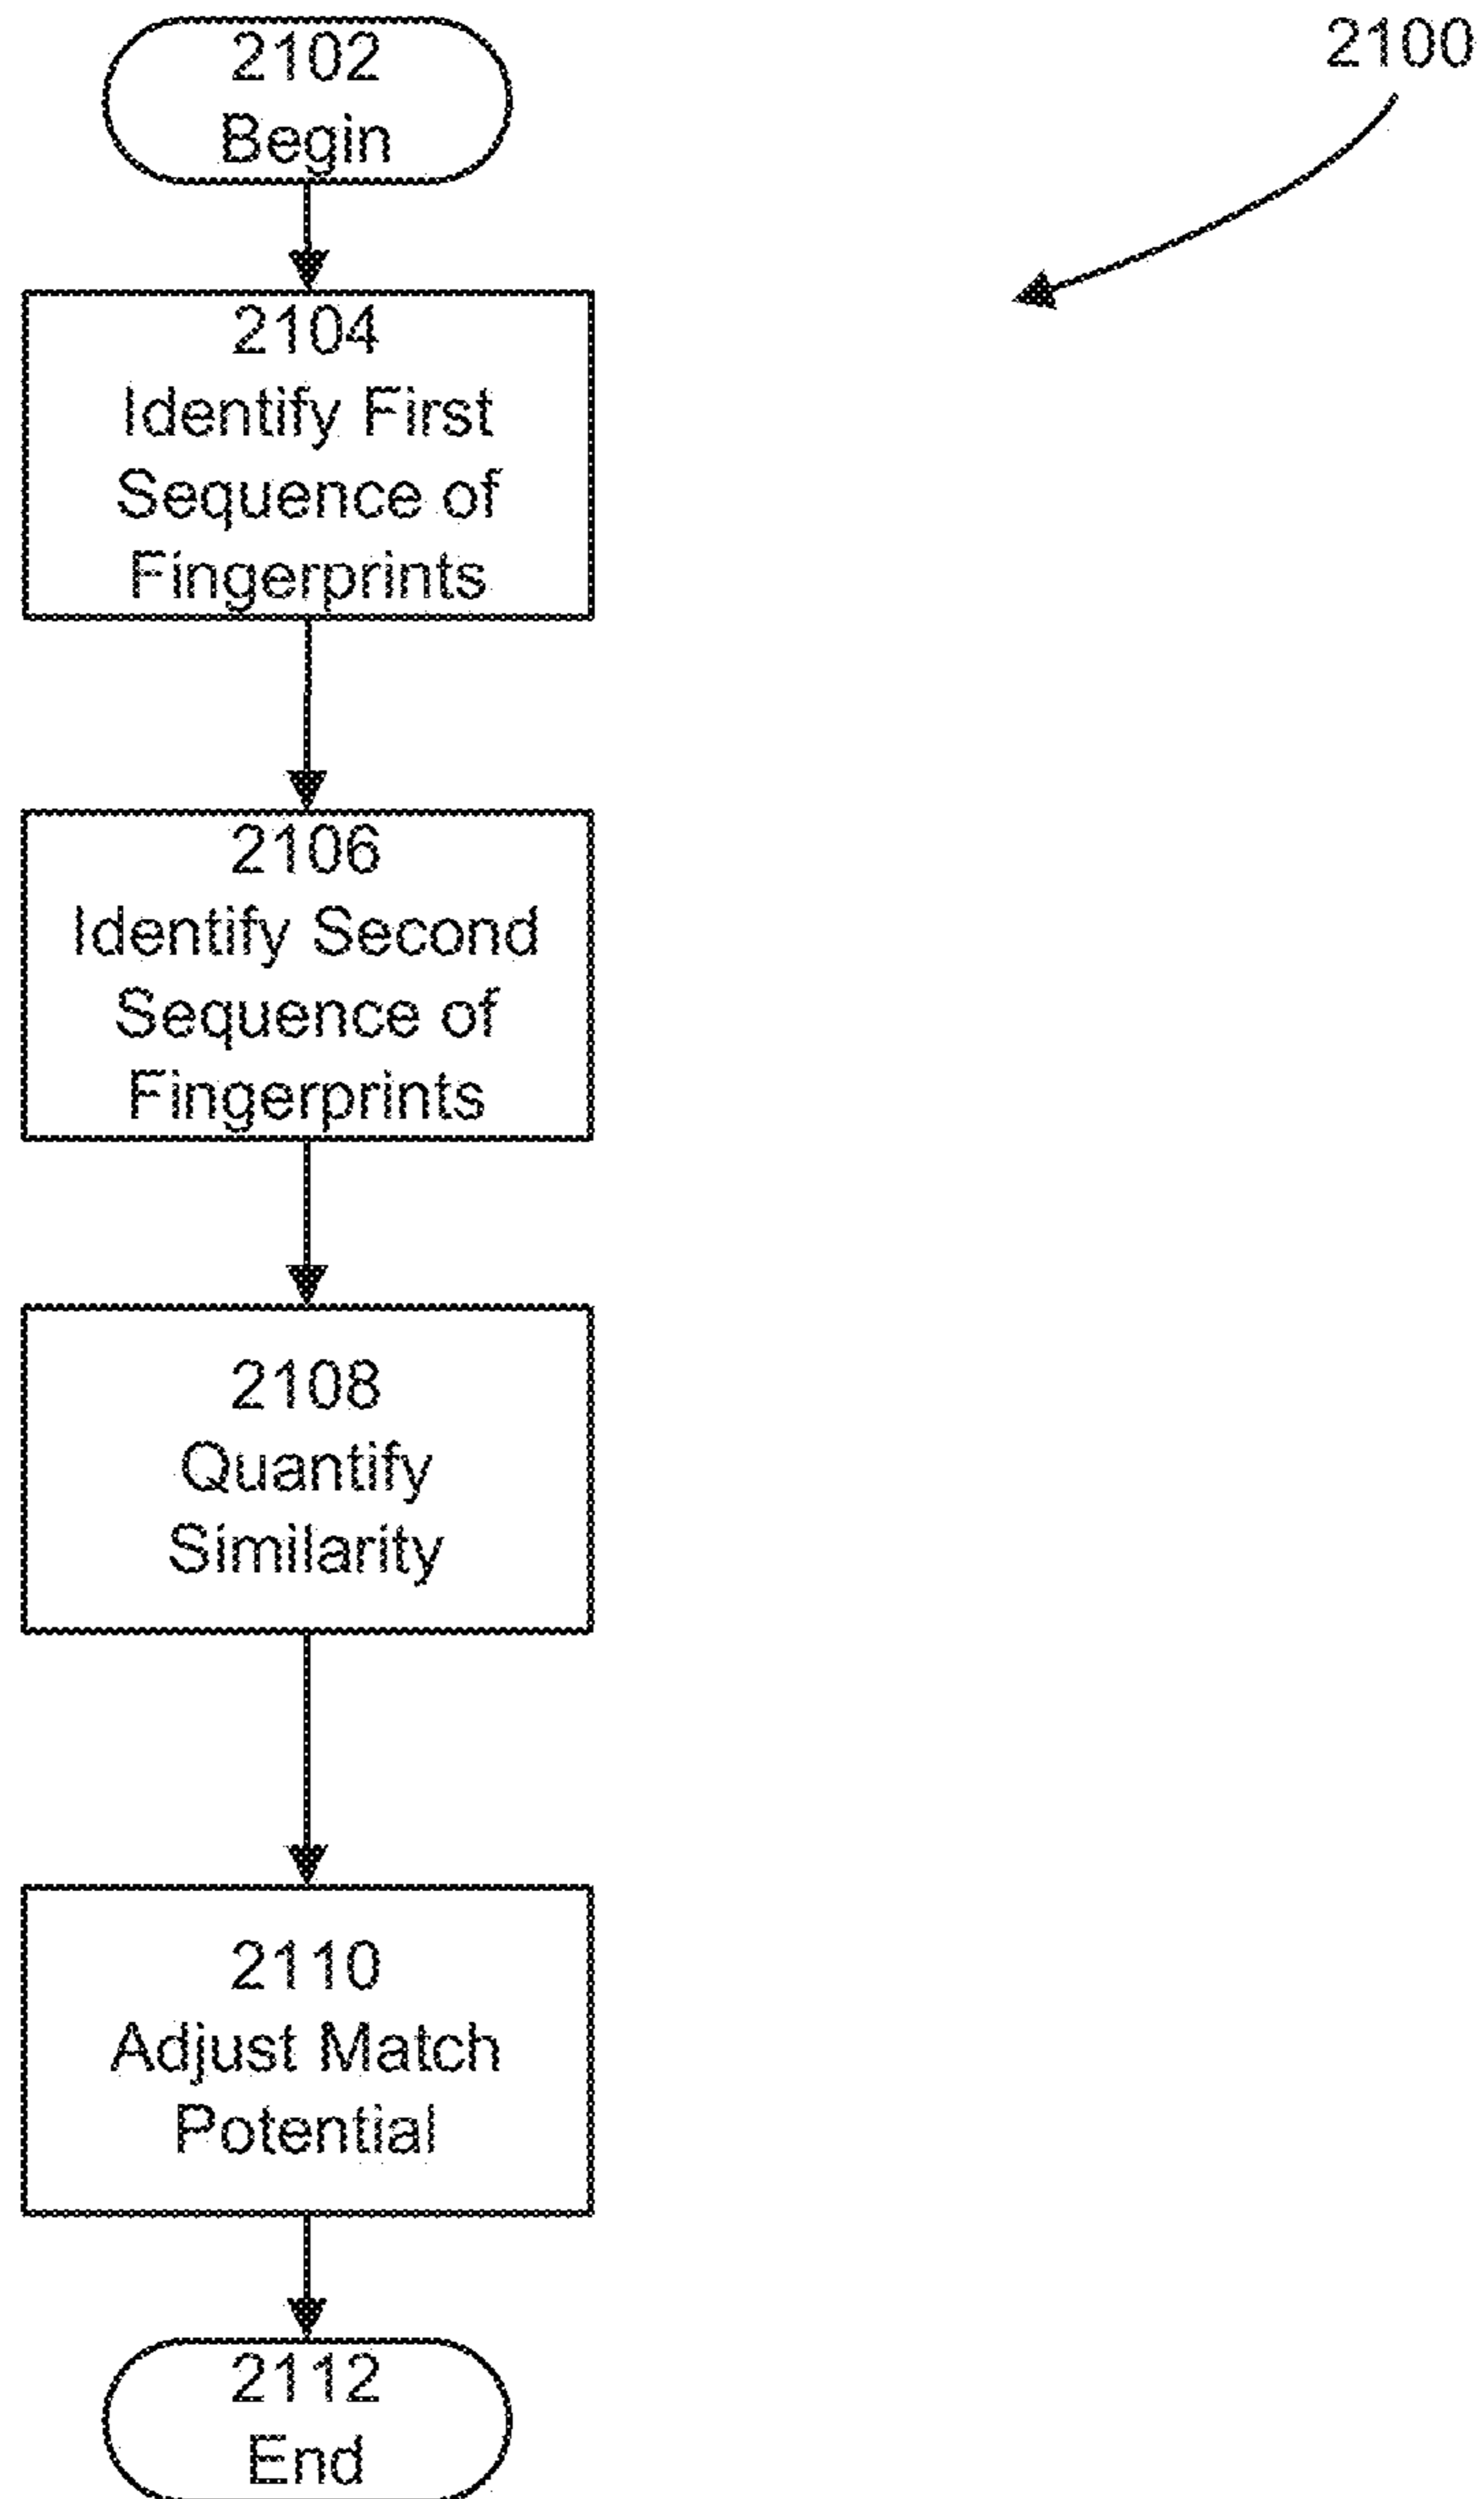 2100
2102
Begin
2104
Identify First
Sequence of
Fingerprints
2106
Identify Second
Sequence of
Fingerprints
2108
Quantify
Similarity
2110
Adjust Match
Potential
2112
End